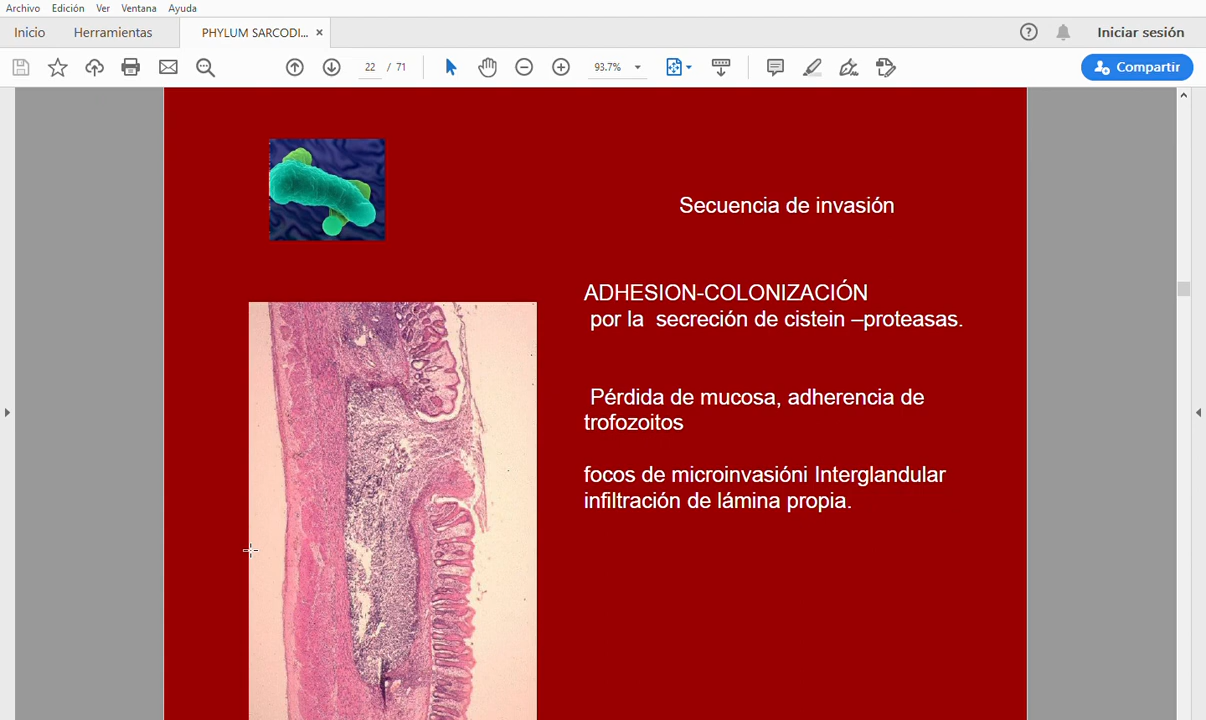 Archivo Edición Ver Ventana Ayuda
Inicio Herramientas PHYLUM SARCODI... × ? Iniciar sesión
22 / 71 93.7% Compartir
Secuencia de invasión
ADHESION-COLONIZACIÓN
por la secreción de cistein –proteasas.
Pérdida de mucosa, adherencia de
trofozoitos
focos de microinvasióni Interglandular
infiltración de lámina propia.